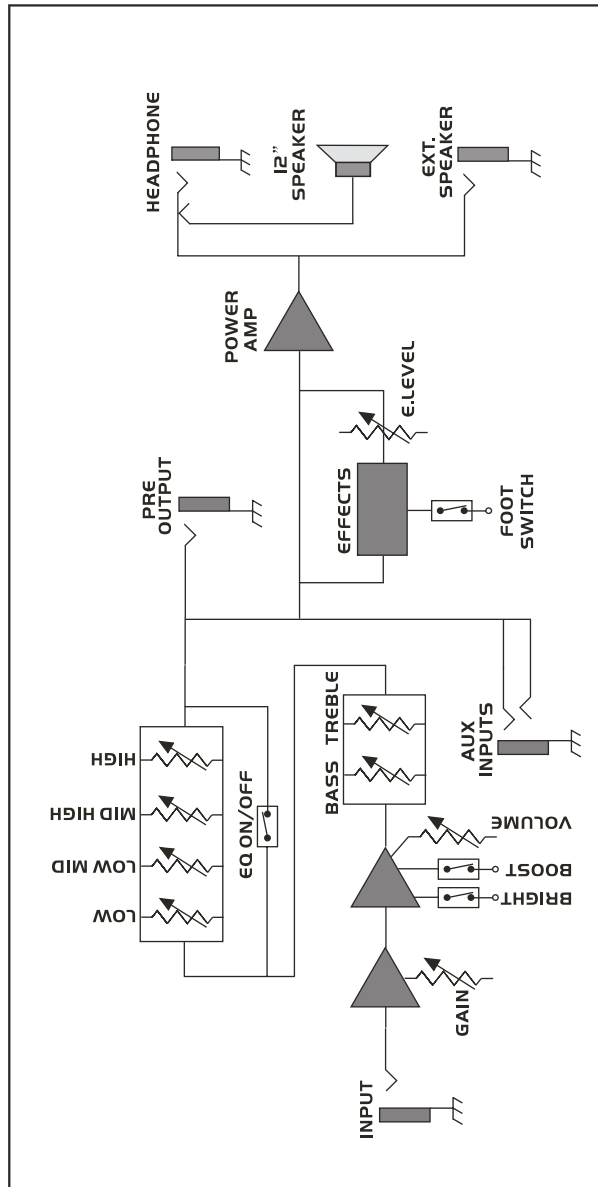 INPUT
GAIN
BRIGHT
BOOST
VOLUME
BASS
TREBLE
LOW
LOW MID
MID HIGH
HIGH
EQ ON/OFF
AUX
INPUTS
PRE
OUTPUT
EFFECTS
FOOT
SWITCH
E.LEVEL
POWER
AMP
HEADPHONE
12"
SPEAKER
EXT.
SPEAKER